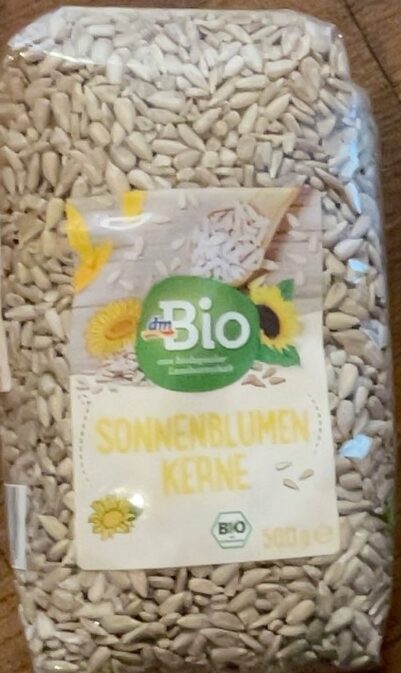 dm
Bio
aus biologischer
Landwirtschaft
SONNENBLUMEN
KERNE
BIO
500 g e